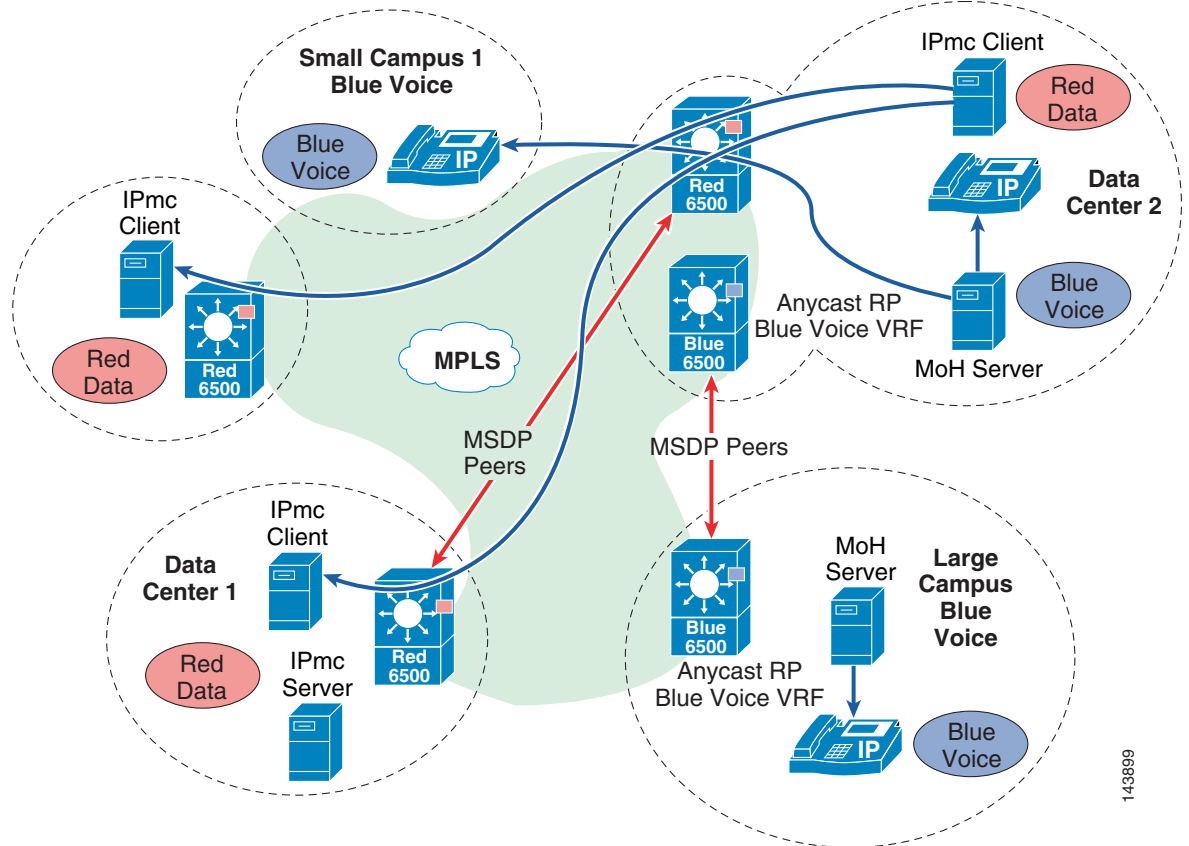 IPmc Client
Small Campus 1
Blue Voice
Red
Data
Blue
Voice
IP
Red
6500
IP
Data
Center 2
IPmc
Client
Blue
Voice
Anycast RP
Blue Voice VRF
MoH Server
Red
Data
Red
6500
MPLS
Blue
6500
MSDP
Peers
MSDP Peers
IPmc
Client
Data
Center 1
Red
Data
IPmc
Server
Red
6500
Blue
6500
Anycast RP
Blue Voice VRF
MoH
Server
Large
Campus
Blue
Voice
IP
Blue
Voice
143899